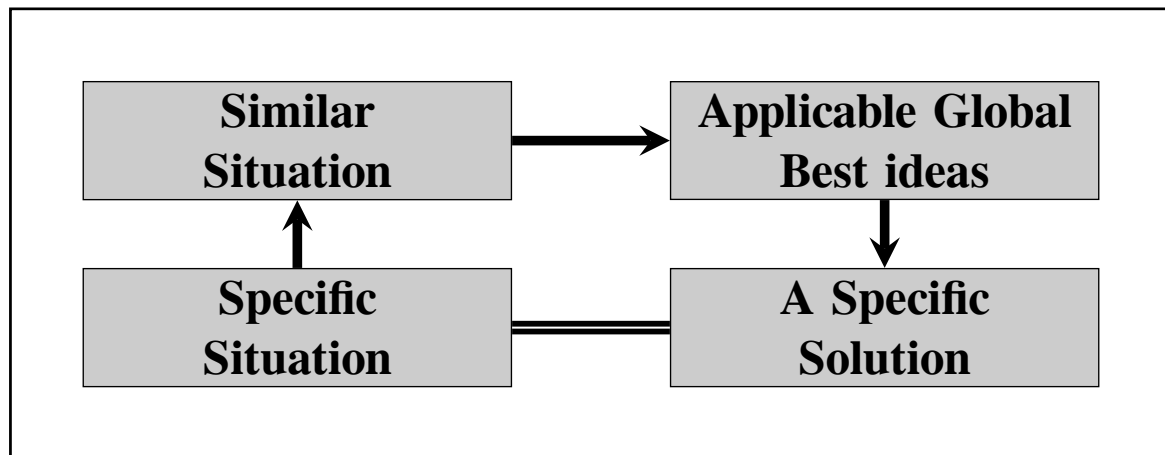 Similar
Situation
Applicable Global
Best ideas
Specific
Situation
A Specific
Solution